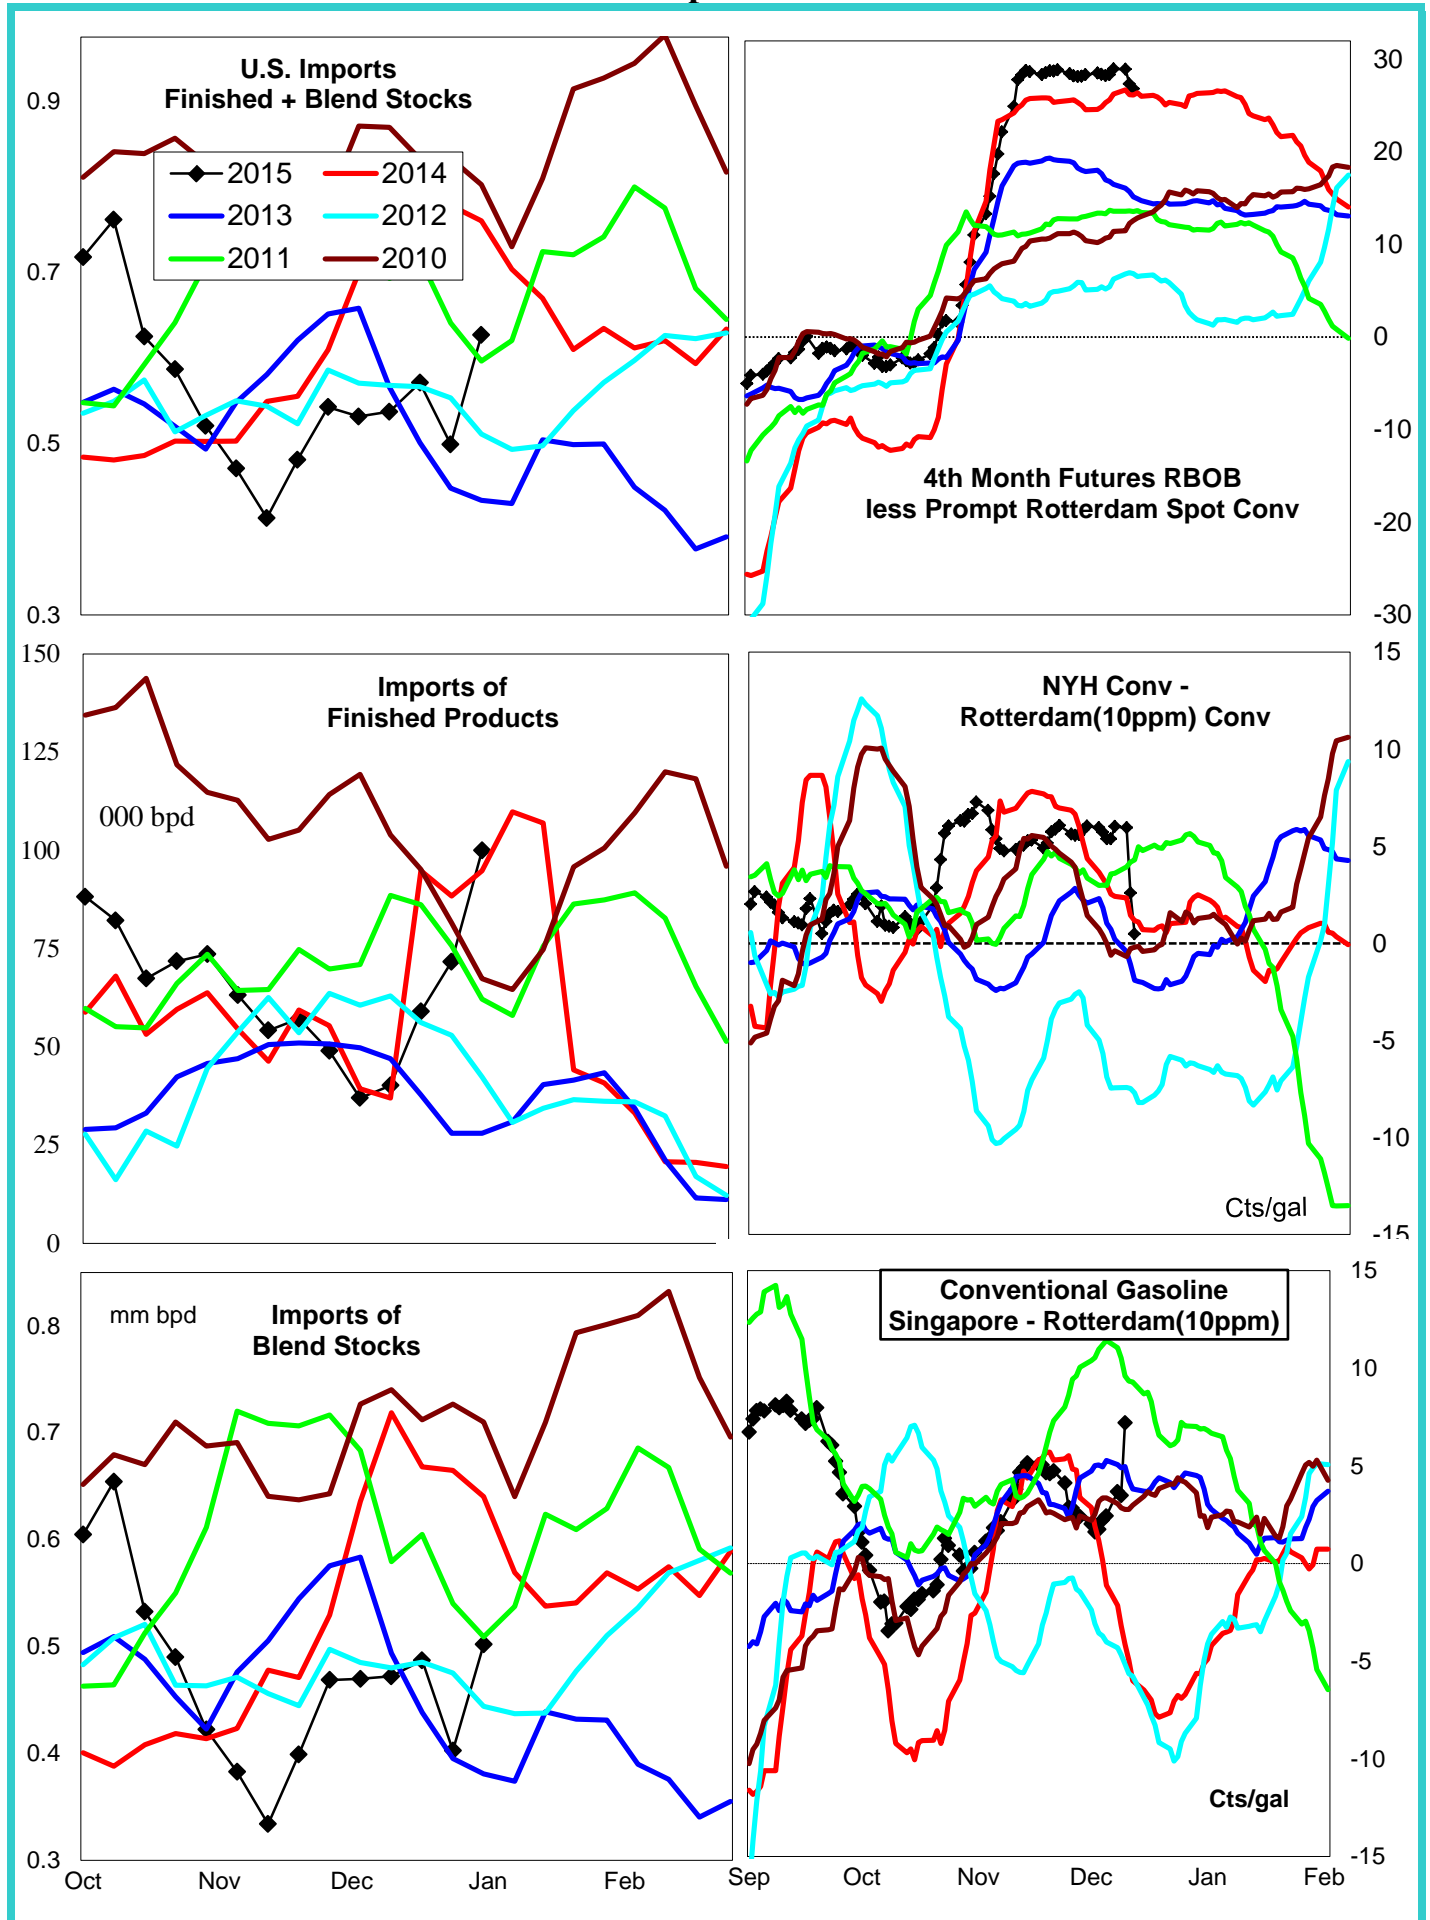 U.S. Imports
Finished + Blend Stocks
0.9
0.7
0.5
0.3
2015
2014
2013
2012
2011
2010
30
20
10
0
-10
-20
-30
4th Month Futures RBOB
less Prompt Rotterdam Spot Conv
150
125
100
75
50
25
0
Imports of
Finished Products
000 bpd
NYH Conv -
Rotterdam(10ppm) Conv
15
10
5
0
-5
-10
-15
Cts/gal
mm bpd
Imports of
Blend Stocks
0.8
0.7
0.6
0.5
0.4
0.3
Oct
Nov
Dec
Jan
Feb
Conventional Gasoline
Singapore - Rotterdam(10ppm)
15
10
5
0
-5
-10
-15
Cts/gal
Sep
Oct
Nov
Dec
Jan
Feb